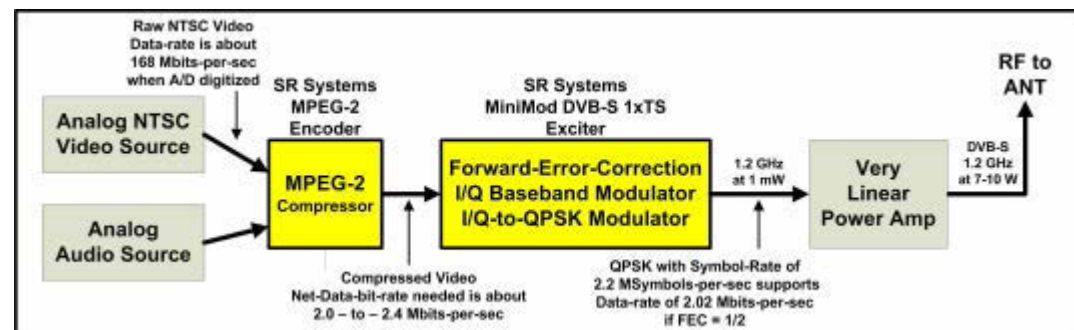 Raw NTSC Video
Data-rate is about
168 Mbits-per-sec
when A/D digitized
SR Systems
MPEG-2
Encoder
SR Systems
MiniMod DVB-S 1xTS
Exciter
RF to
ANT
Analog NTSC
Video Source
Analog
Audio Source
MPEG-2
Compressor
Forward-Error-Correction
I/Q Baseband Modulator
I/Q-to-QPSK Modulator
1.2 GHz
at 1 mW
Very
Linear
Power Amp
DVB-S
1.2 GHz
at 7-10 W
Compressed Video
Net-Data-bit-rate needed is about
2.0 – to – 2.4 Mbits-per-sec
QPSK with Symbol-Rate of
2.2 MSymbols-per-sec supports
Data-rate of 2.02 Mbits-per-sec
if FEC = 1/2